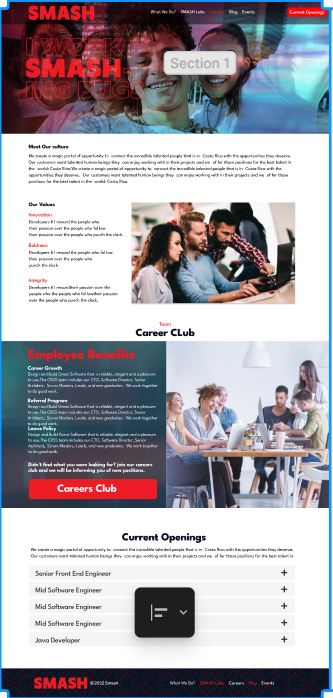 SMASH
What We Do?
SMASH Labs
Careers
Blog
Events
Current Openings
I WORK
SMASH
ING BUGS
Section 1
Meet Our culture
We create a magic portal of opportunity to connect the incredible talented people that is in Costa Rica with the opportunities they deserve.
Our customers want talented human beings they can enjoy working with in their projects and we of fer those positions for the best talent in
the world: Costa Rica.We create a magic portal of opportunity to connect the incredible talented people that is in Costa Rica with the
opportunities they deserve. Our customers want talented human beings they can enjoy working with in their projects and we of fer those
positions for the best talent in the world: Costa Rica.
Our Values
Innovation
Developers it l reward the people who
their passion over the people who fol low
their passion over the people who punch the clock.
Boldness
Developers it l reward the people who
their passion over the people who fol low
punch the clock.
Integrity
Developers it l reward their passion over the
people who the people who fol low their passion
over the people who punch the clock.
Team
Career CLub
Employee Benefits
Career Growth
Design and Build Great Software that is reliable, elegant and a pleasure
to use. The CRSS team includes our CTO, Software Director, Senior
Architect, Scrum Masters, Leads, and new graduates. We work together
to do great work.
Referral Program
Design and Build Great Software that is reliable, elegant and a pleasure
to use. The CRSS team includes our CTO, Software Director, Senior
Architect, Scrum Masters, Leads, and new graduates. We work together
to do great work.
Leave Policy
Design and Build Great Software that is reliable, elegant and a pleasure
to use. The CRSS team includes our CTO, Software Director, Senior
Architect, Scrum Masters, Leads, and new graduates. We work together
to do great work.
Didn't find what you were looking for? Join our careers
club and we will be informing you of new positions.
Careers Club
Current Openings
We create a magic portal of opportunity to connect the incredible talented people that is in Costa Rica with the opportunities they deserve.
Our customers want talented human beings they can enjoy working with in their projects and we of fer those positions for the best talent in
Senior Front End Engineer
Mid Software Engineer
Mid Software Engineer
Mid Software Engineer
Java Developer
SMASH
©2022 Smash
What We Do?
SMASH Labs
Careers
Blog
Events